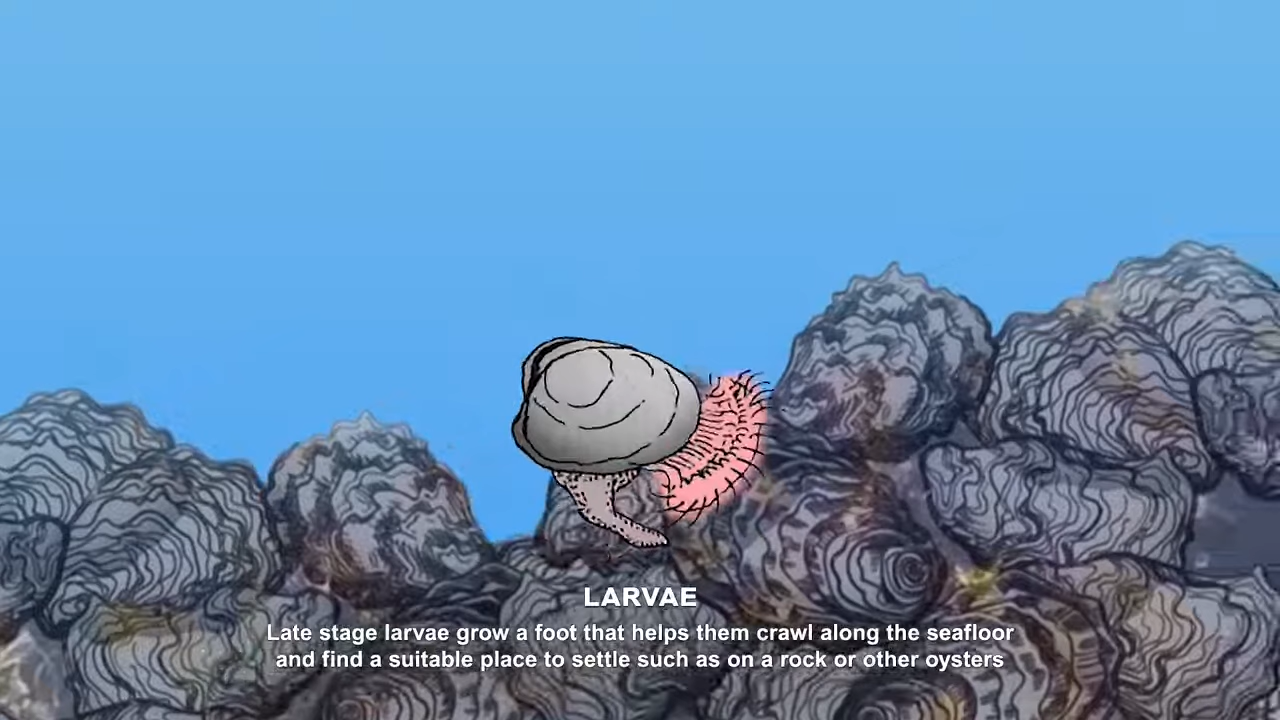 LARVAE
Late stage larvae grow a foot that helps them crawl along the seafloor
and find a suitable place to settle such as on a rock or other oysters